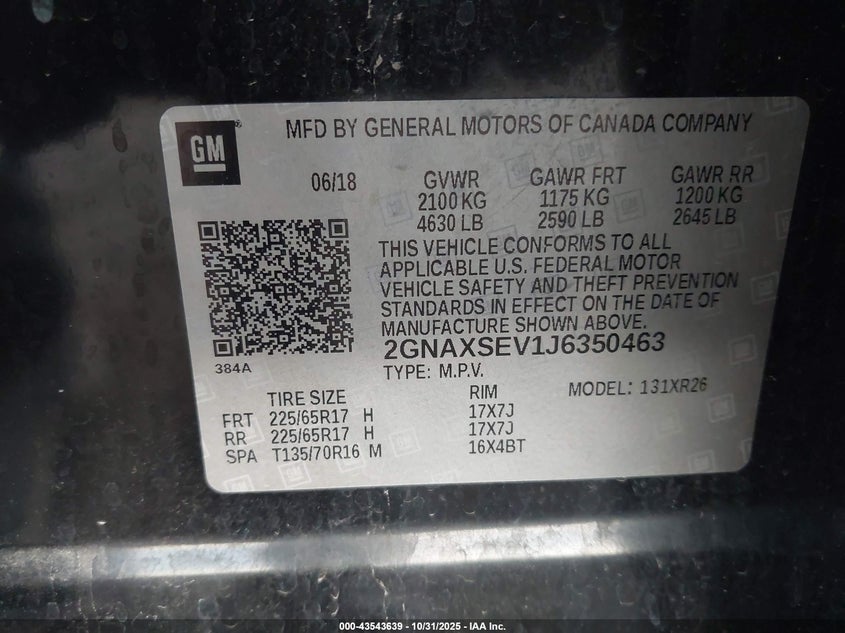 GM
MFD BY GENERAL MOTORS OF CANADA COMPANY
06/18
GVWR GAWR FRT GAWR RR
2100 KG 1175 KG 1200 KG
4630 LB 2590 LB 2645 LB
THIS VEHICLE CONFORMS TO ALL
APPLICABLE U.S. FEDERAL MOTOR
VEHICLE SAFETY AND THEFT PREVENTION
STANDARDS IN EFFECT ON THE DATE OF
MANUFACTURE SHOWN ABOVE.
2GNAXSEV1J6350463
384A
TYPE: M.P.V.
MODEL: 131XR26
TIRE SIZE RIM
FRT 225/65R17 H 17X7J
RR 225/65R17 H 17X7J
SPA T135/70R16 M 16X4BT
000-43543639 - 10/31/2025 - IAA Inc.